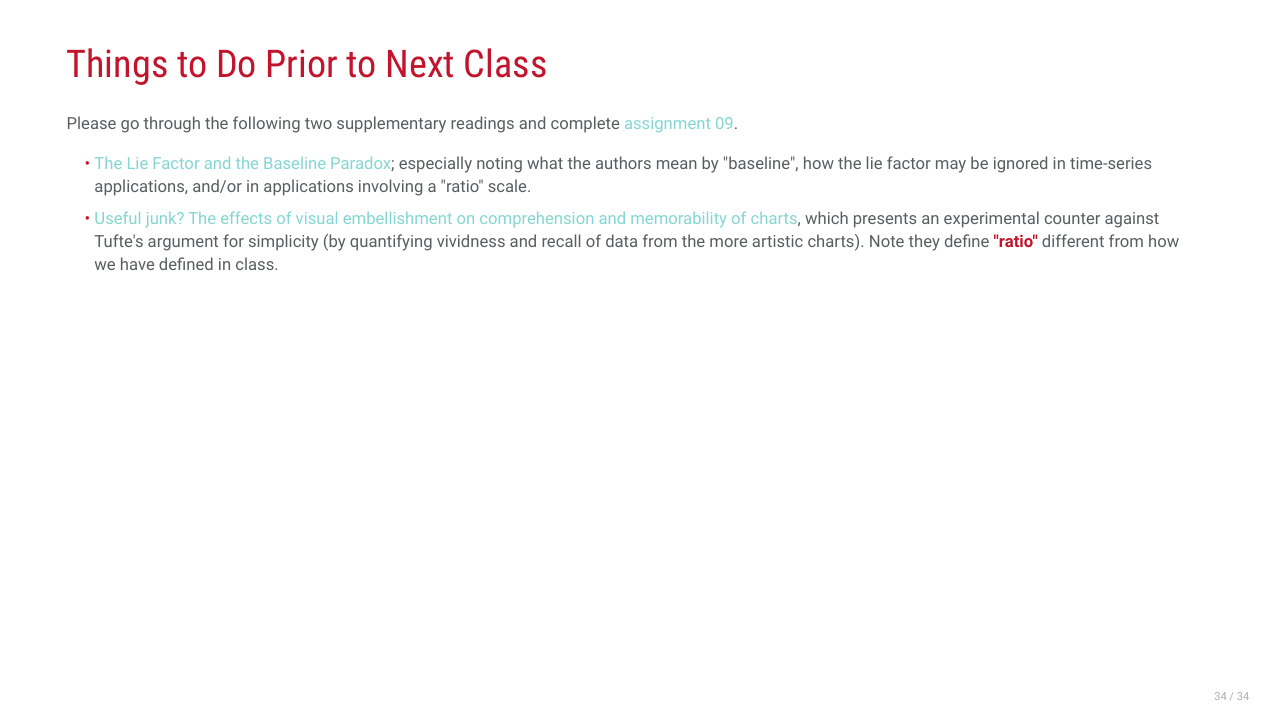 Things to Do Prior to Next Class
Please go through the following two supplementary readings and complete assignment 09.
• The Lie Factor and the Baseline Paradox; especially noting what the authors mean by "baseline", how the lie factor may be ignored in time-series
applications, and/or in applications involving a "ratio" scale.
• Useful junk? The effects of visual embellishment on comprehension and memorability of charts, which presents an experimental counter against
Tufte's argument for simplicity (by quantifying vividness and recall of data from the more artistic charts). Note they define "ratio" different from how
we have defined in class.
34 / 34